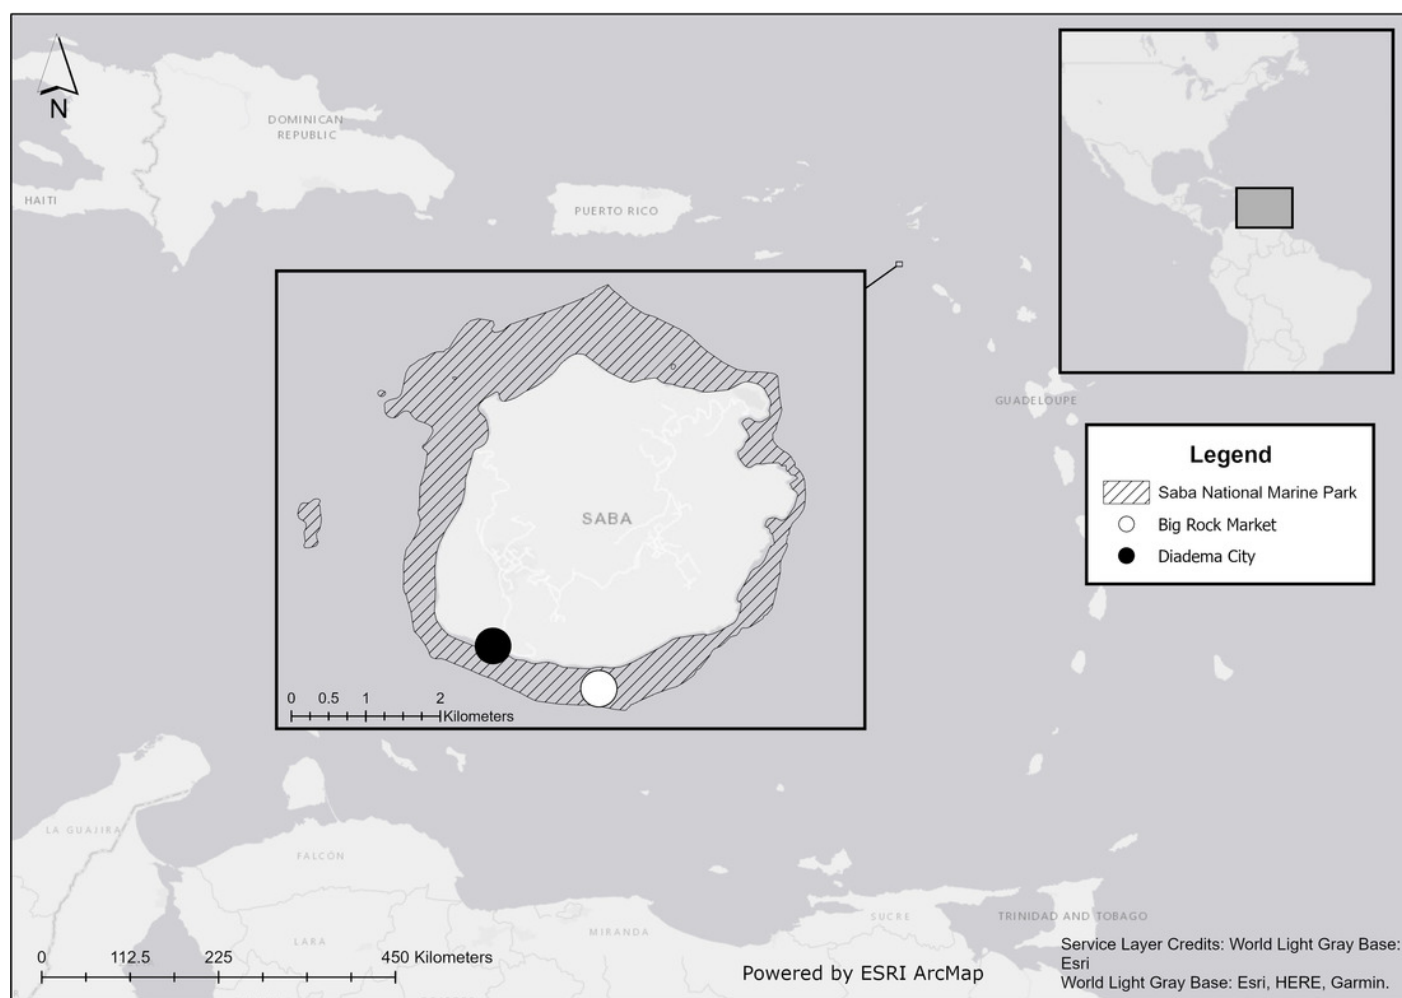 N
DOMINICAN
REPUBLIC
HAITI
PUERTO RICO
GUADELOUPE
Legend
Saba National Marine Park
Big Rock Market
Diadema City
SABA
0 0.5 1 2
Kilometers
LA GUAJIRA
FALCÓN
LARA
MIRANDA
SUCRE
TRINIDAD AND TOBAGO
0 112.5 225 450 Kilometers
Powered by ESRI ArcMap
Service Layer Credits: World Light Gray Base:
Esri
World Light Gray Base: Esri, HERE, Garmin.